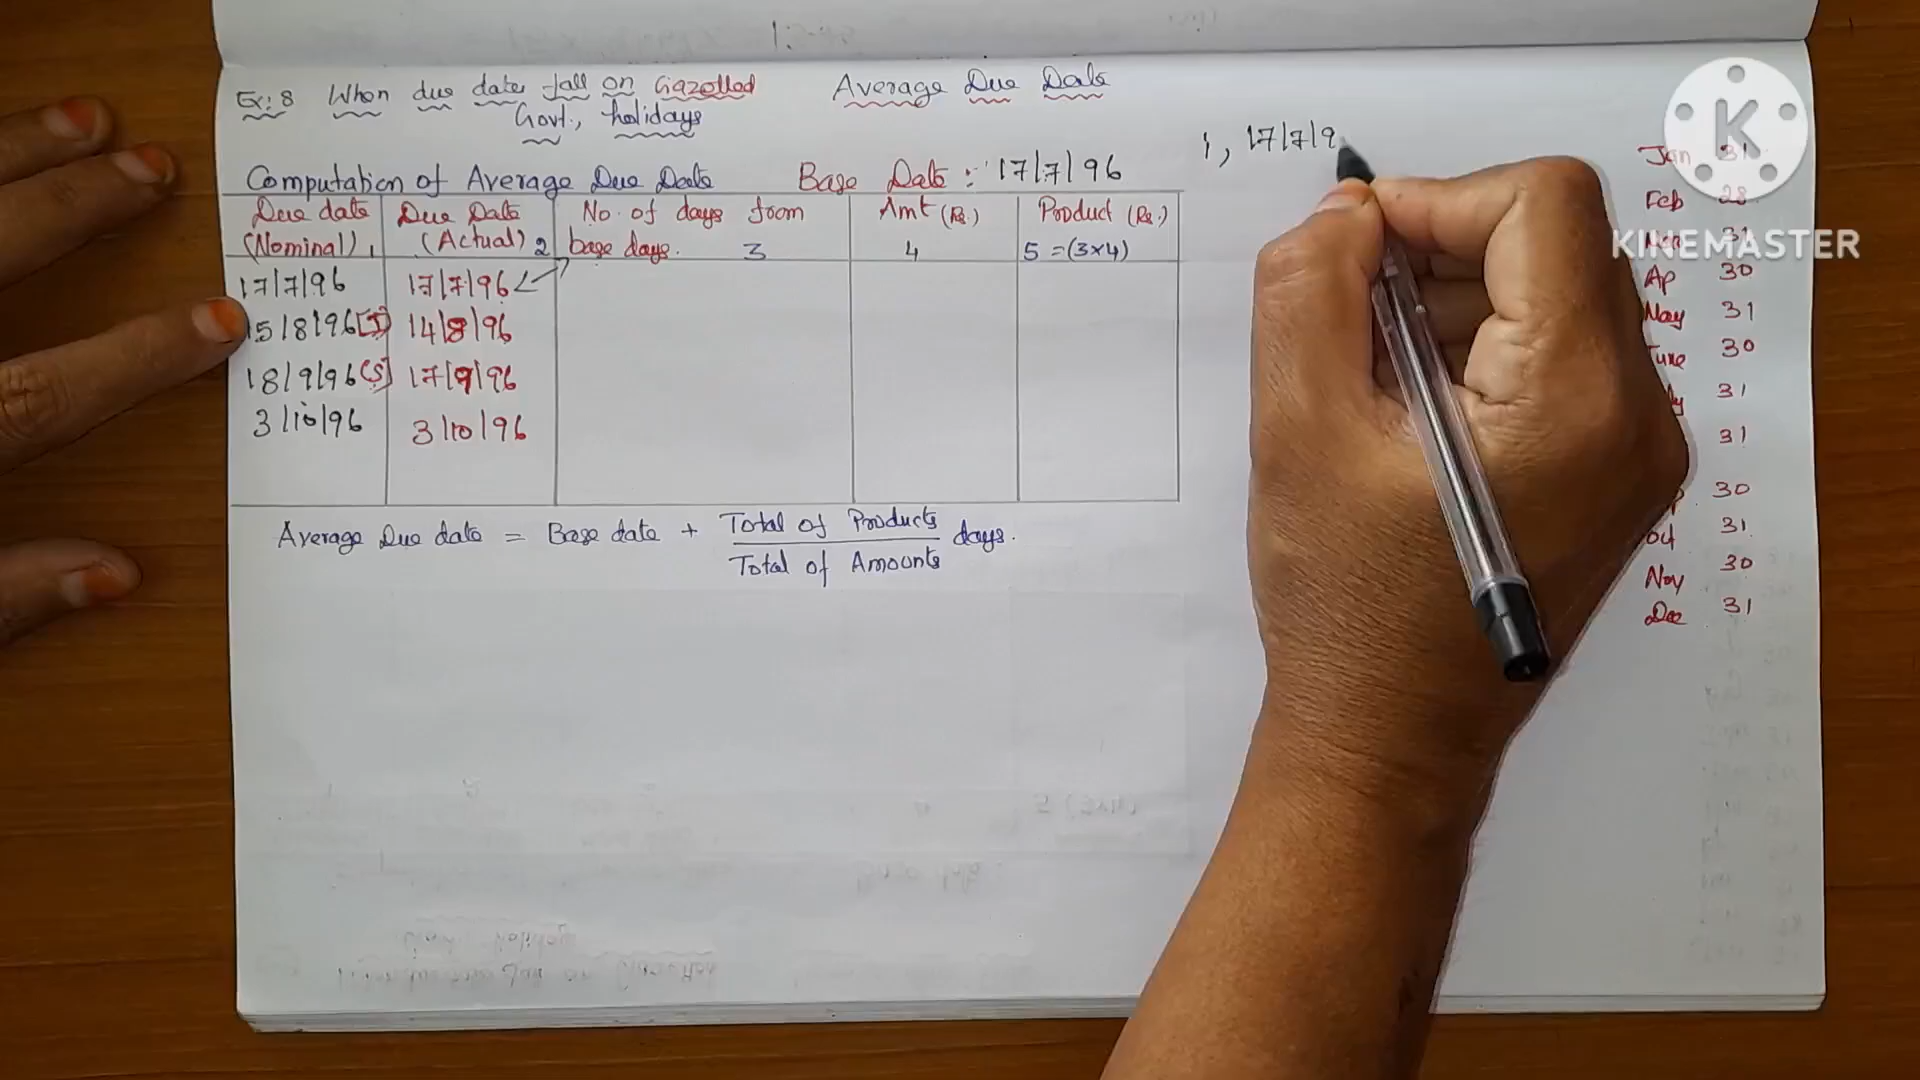 Ex: 8 When due date fall on Gazetted
Govt., holidays
Average Due Date
Computation of Average Due Date Base Date : 17/7/96
Due date (Nominal) 1
Due Date (Actual) 2
No. of days from base days. 3
Amt (Rs.) 4
Product (Rs.) 5 = (3x4)
17/7/96 17/7/96
15/8/96 [I] 14/8/96
18/9/96 (S) 17/9/96
3/10/96 3/10/96
Average Due date = Base date + Total of Products
Total of Amounts
days.
1, 17/7/9
Jan 31
Feb 28
31
Ap 30
May 31
June 30
31
31
30
Oct 31
Nov 30
Dec 31
K
KINEMASTER